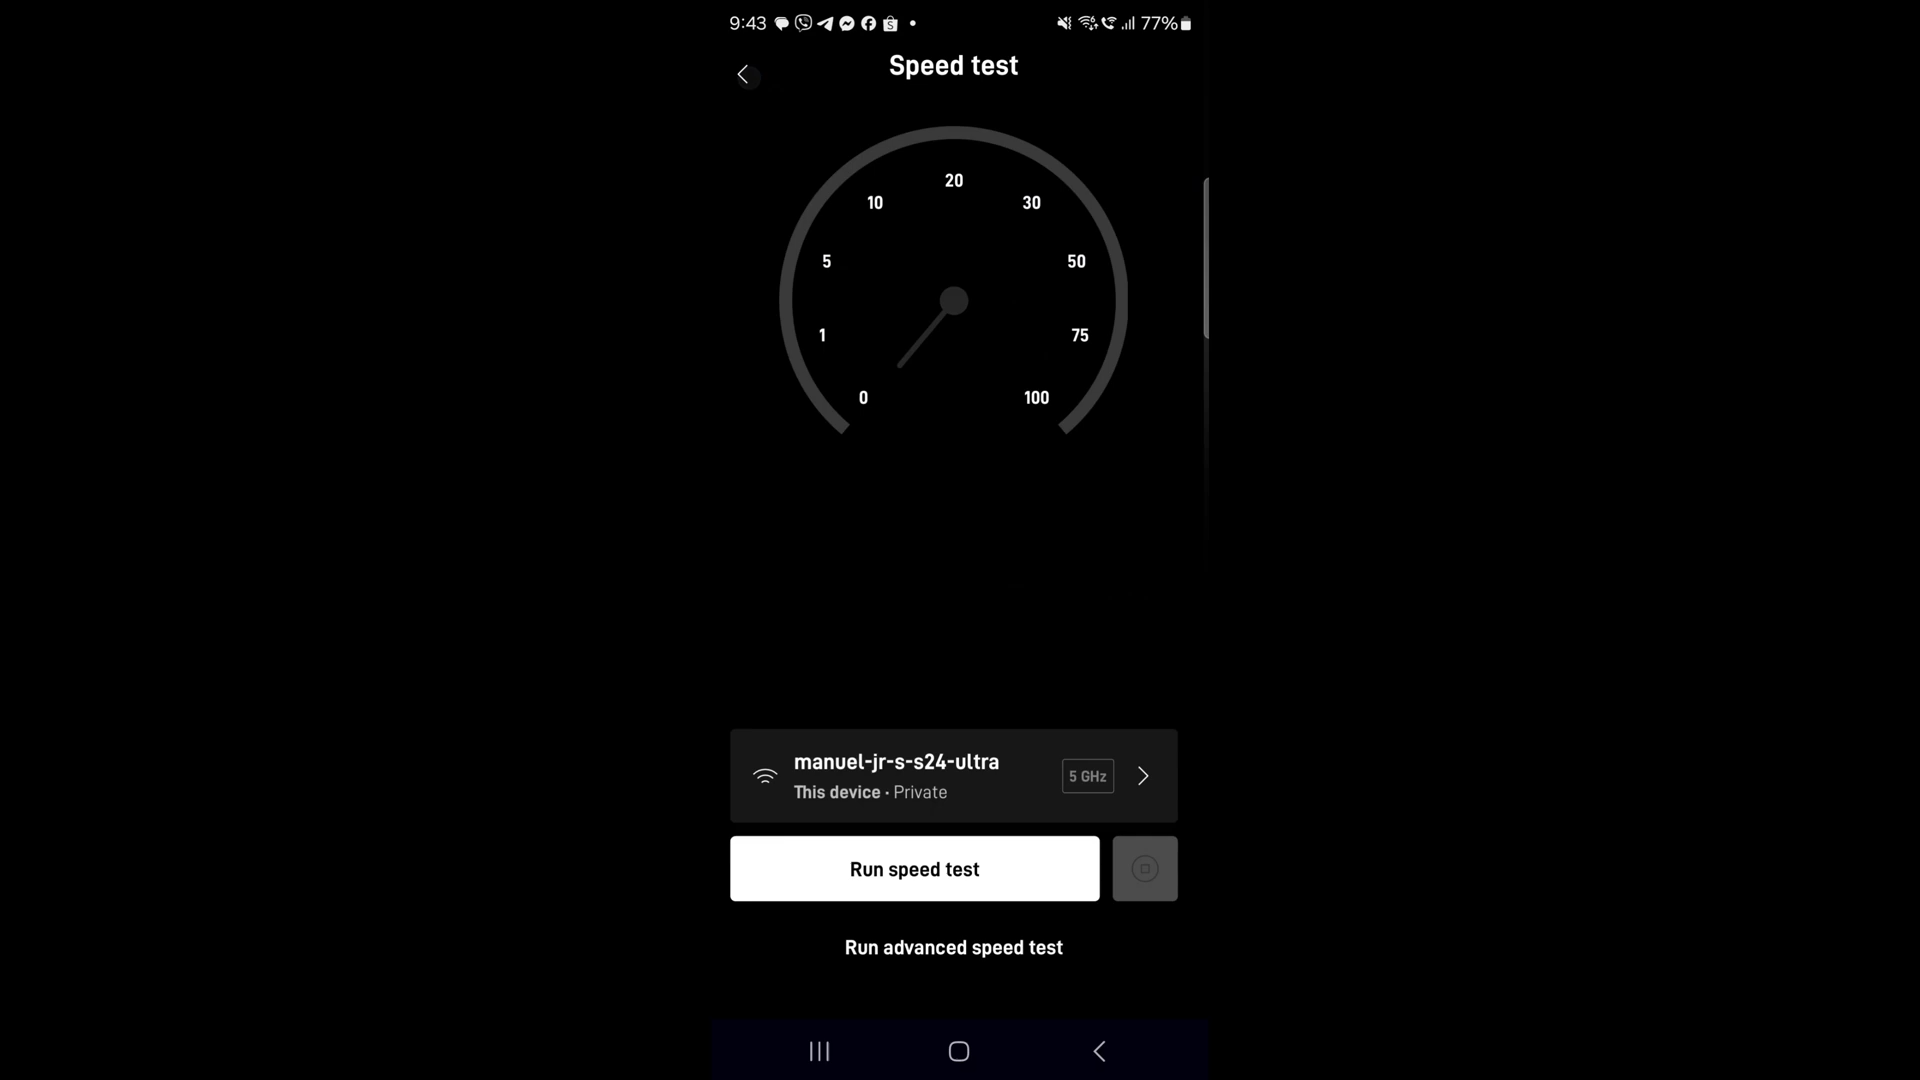 9:43 77%
Speed test
20
10 30
5 50
1 75
0 100
manuel-jr-s-s24-ultra
This device · Private
5 GHz
Run speed test
Run advanced speed test